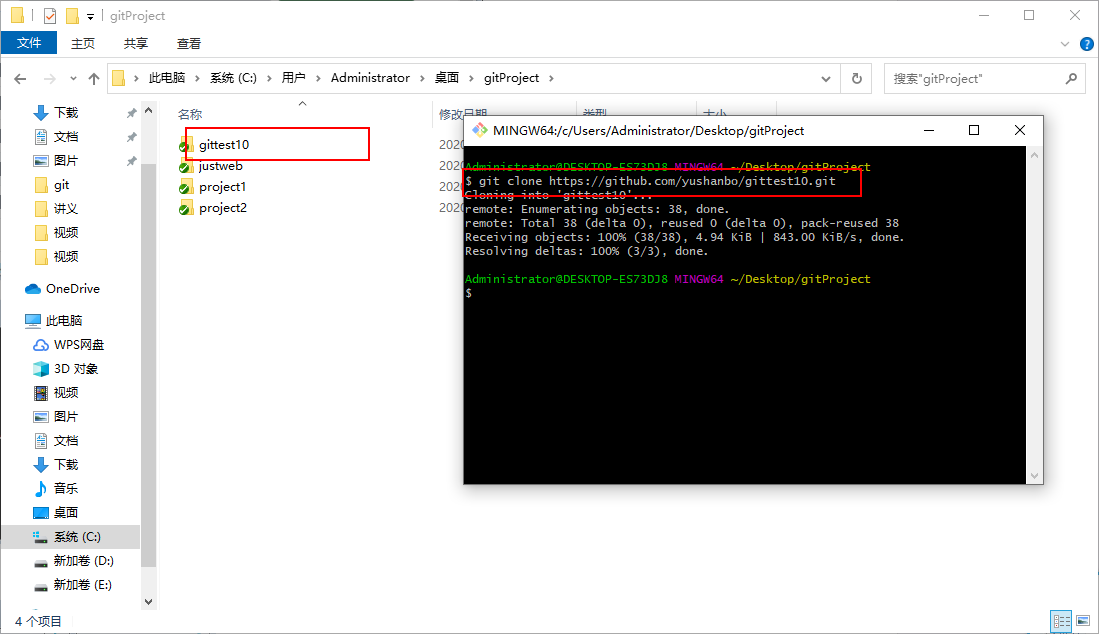 gitProject
文件 主页 共享 查看
此电脑 系统 (C:) 用户 Administrator 桌面 gitProject
搜索"gitProject"
下载
文档
图片
git
讲义
视频
视频
OneDrive
此电脑
WPS网盘
3D 对象
视频
图片
文档
下载
音乐
桌面
系统 (C:)
新加卷 (D:)
新加卷 (E:)
名称 修改日期 类型 大小
gittest10 2020
justweb 2020
project1 2020
project2 2020
MINGW64:/c/Users/Administrator/Desktop/gitProject
Administrator@DESKTOP-ES73DJ8 MINGW64 ~/Desktop/gitProject
$ git clone https://github.com/yushanbo/gittest10.git
Cloning into 'gittest10'...
remote: Enumerating objects: 38, done.
remote: Total 38 (delta 0), reused 0 (delta 0), pack-reused 38
Receiving objects: 100% (38/38), 4.94 KiB | 843.00 KiB/s, done.
Resolving deltas: 100% (3/3), done.
Administrator@DESKTOP-ES73DJ8 MINGW64 ~/Desktop/gitProject
$
4 个项目